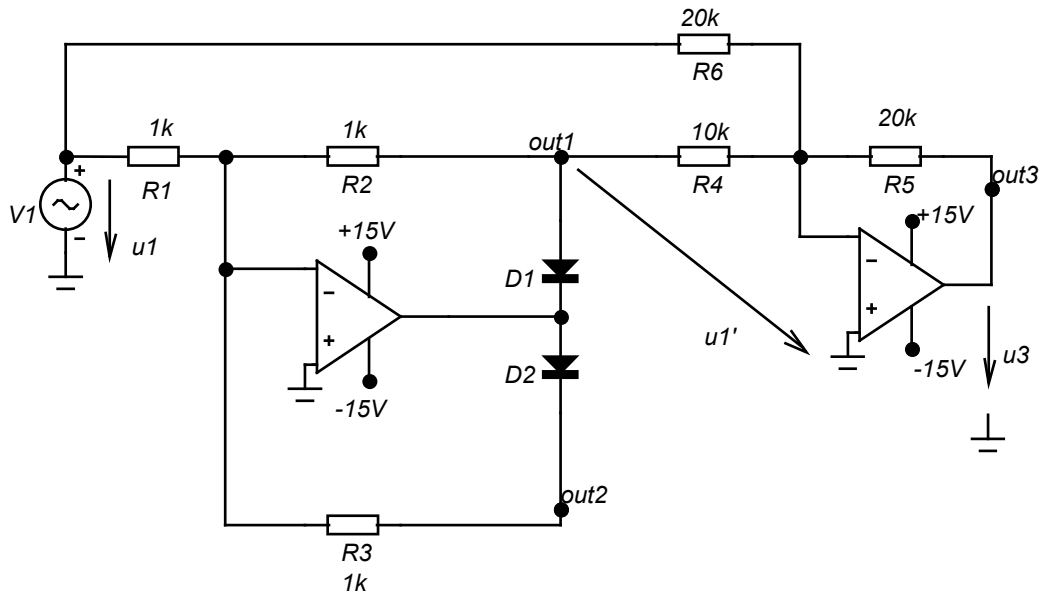 20k
R6
1k
1k
out1
10k
20k
R1
R2
R4
R5
out3
+
V1
u1
–
+15V
+15V
–
D1
–
+
+
u1'
u3
D2
-15V
-15V
out2
R3
1k